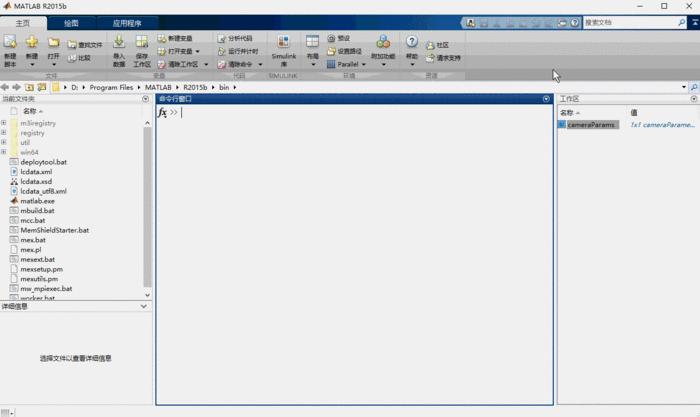 MATLAB R2015b
主页 绘图 应用程序
搜索文档
新建脚本 新建 打开 查找文件 比较
导入数据 保存工作区 新建变量 打开变量 清除工作区
分析代码 运行并计时 清除命令
Simulink 库
布局 预设 设置路径 Parallel
附加功能 帮助 社区 请求支持
文件 变量 代码 SIMULINK 环境 资源
D: Program Files MATLAB R2015b bin
当前文件夹 命令行窗口 工作区
名称
m3iregistry
registry
util
win64
deploytool.bat
lcdata.xml
lcdata.xsd
lcdata_utf8.xml
matlab.exe
mbuild.bat
mcc.bat
MemShieldStarter.bat
mex.bat
mex.pl
mexext.bat
mexsetup.pm
mexutils.pm
mw_mpiexec.bat
worker.bat
详细信息
选择文件以查看详细信息
fx >>
名称 值
cameraParams 1x1 cameraParame...